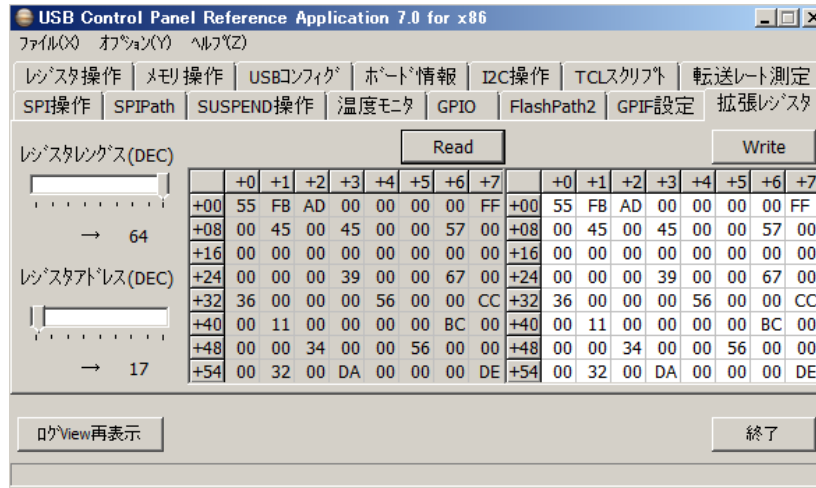 USB Control Panel Reference Application 7.0 for x86
ファイル(X) オプション(Y) ヘルプ(Z)
レジスタ操作 メモリ操作 USBコンフィグ ボード情報 I2C操作 TCLスクリプト 転送レート測定
SPI操作 SPIPath SUSPEND操作 温度モニタ GPIO FlashPath2 GPIF設定 拡張レジスタ
Read Write
レジスタレングス(DEC)
→ 64
レジスタアドレス(DEC)
→ 17
+0 +1 +2 +3 +4 +5 +6 +7 +0 +1 +2 +3 +4 +5 +6 +7
+00 55 FB AD 00 00 00 00 FF +00 55 FB AD 00 00 00 00 FF
+08 00 45 00 45 00 00 57 00 +08 00 45 00 45 00 00 57 00
+16 00 00 00 00 00 00 00 00 +16 00 00 00 00 00 00 00 00
+24 00 00 00 39 00 00 67 00 +24 00 00 00 39 00 00 67 00
+32 36 00 00 00 56 00 00 CC +32 36 00 00 00 56 00 00 CC
+40 00 11 00 00 00 BC 00 +40 00 11 00 00 00 00 BC 00
+48 00 00 34 00 00 56 00 00 +48 00 00 34 00 00 56 00 00
+54 00 32 00 DA 00 00 00 DE +54 00 32 00 DA 00 00 00 DE
ログView再表示 終了